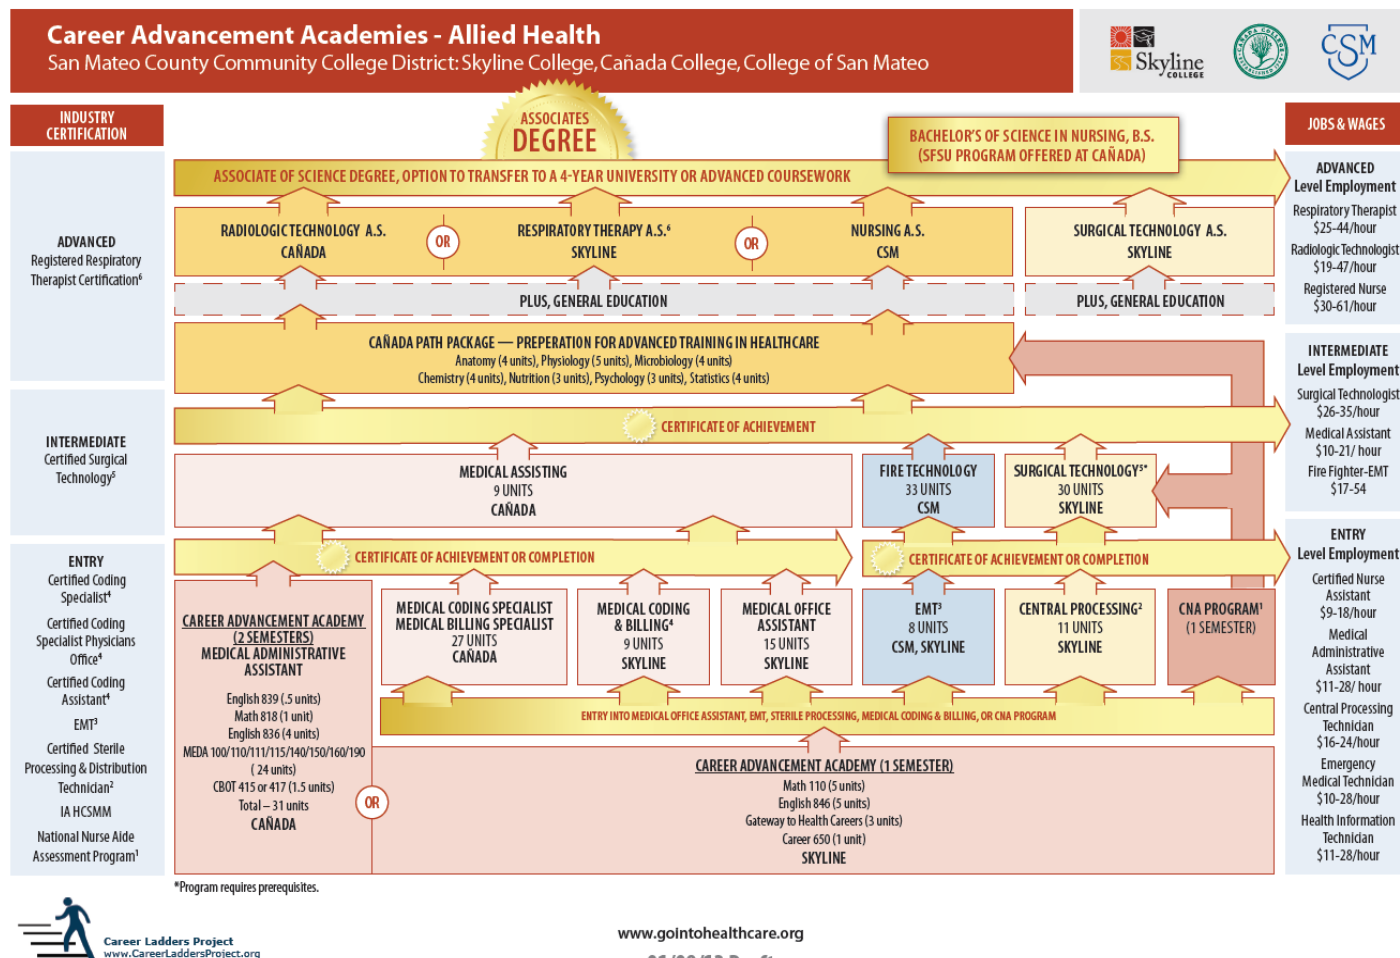 Career Advancement Academies - Allied Health
San Mateo County Community College District: Skyline College, Cañada College, College of San Mateo
Skyline
COLLEGE
CAÑADA COLLEGE
CSM
INDUSTRY
CERTIFICATION
ADVANCED
Registered Respiratory
Therapist Certification⁶
INTERMEDIATE
Certified Surgical
Technology⁵
ENTRY
Certified Coding
Specialist⁴
Certified Coding
Specialist Physicians
Office⁴
Certified Coding
Assistant⁴
EMT³
Certified Sterile
Processing & Distribution
Technician²
IA HCSMM
National Nurse Aide
Assessment Program¹
ASSOCIATES
DEGREE
BACHELOR'S OF SCIENCE IN NURSING, B.S.
(SFSU PROGRAM OFFERED AT CAÑADA)
ASSOCIATE OF SCIENCE DEGREE, OPTION TO TRANSFER TO A 4-YEAR UNIVERSITY OR ADVANCED COURSEWORK
RADIOLOGIC TECHNOLOGY A.S.
CAÑADA
OR
RESPIRATORY THERAPY A.S.⁶
SKYLINE
OR
NURSING A.S.
CSM
SURGICAL TECHNOLOGY A.S.
SKYLINE
PLUS, GENERAL EDUCATION
PLUS, GENERAL EDUCATION
CAÑADA PATH PACKAGE — PREPARATION FOR ADVANCED TRAINING IN HEALTHCARE
Anatomy (4 units), Physiology (5 units), Microbiology (4 units)
Chemistry (4 units), Nutrition (3 units), Psychology (3 units), Statistics (4 units)
CERTIFICATE OF ACHIEVEMENT
MEDICAL ASSISTING
9 UNITS
CAÑADA
FIRE TECHNOLOGY
33 UNITS
CSM
SURGICAL TECHNOLOGY⁵*
30 UNITS
SKYLINE
CERTIFICATE OF ACHIEVEMENT OR COMPLETION
CERTIFICATE OF ACHIEVEMENT OR COMPLETION
CAREER ADVANCEMENT ACADEMY
(2 SEMESTERS)
MEDICAL ADMINISTRATIVE
ASSISTANT
English 839 (.5 units)
Math 818 (1 unit)
English 836 (4 units)
MEDA 100/110/111/115/140/150/160/190
( 24 units)
CBOT 415 or 417 (1.5 units)
Total – 31 units
CAÑADA
MEDICAL CODING SPECIALIST
MEDICAL BILLING SPECIALIST
27 UNITS
CAÑADA
MEDICAL CODING
& BILLING⁴
9 UNITS
SKYLINE
MEDICAL OFFICE
ASSISTANT
15 UNITS
SKYLINE
EMT³
8 UNITS
CSM, SKYLINE
CENTRAL PROCESSING²
11 UNITS
SKYLINE
CNA PROGRAM¹
(1 SEMESTER)
ENTRY INTO MEDICAL OFFICE ASSISTANT, EMT, STERILE PROCESSING, MEDICAL CODING & BILLING, OR CNA PROGRAM
OR
CAREER ADVANCEMENT ACADEMY (1 SEMESTER)
Math 110 (5 units)
English 846 (5 units)
Gateway to Health Careers (3 units)
Career 650 (1 unit)
SKYLINE
JOBS & WAGES
ADVANCED
Level Employment
Respiratory Therapist
$25-44/hour
Radiologic Technologist
$19-47/hour
Registered Nurse
$30-61/hour
INTERMEDIATE
Level Employment
Surgical Technologist
$26-35/hour
Medical Assistant
$10-21/ hour
Fire Fighter-EMT
$17-54
ENTRY
Level Employment
Certified Nurse
Assistant
$9-18/hour
Medical
Administrative
Assistant
$11-28/ hour
Central Processing
Technician
$16-24/hour
Emergency
Medical Technician
$10-28/hour
Health Information
Technician
$11-28/hour
*Program requires prerequisites.
Career Ladders Project
www.CareerLaddersProject.org
www.gointohealthcare.org